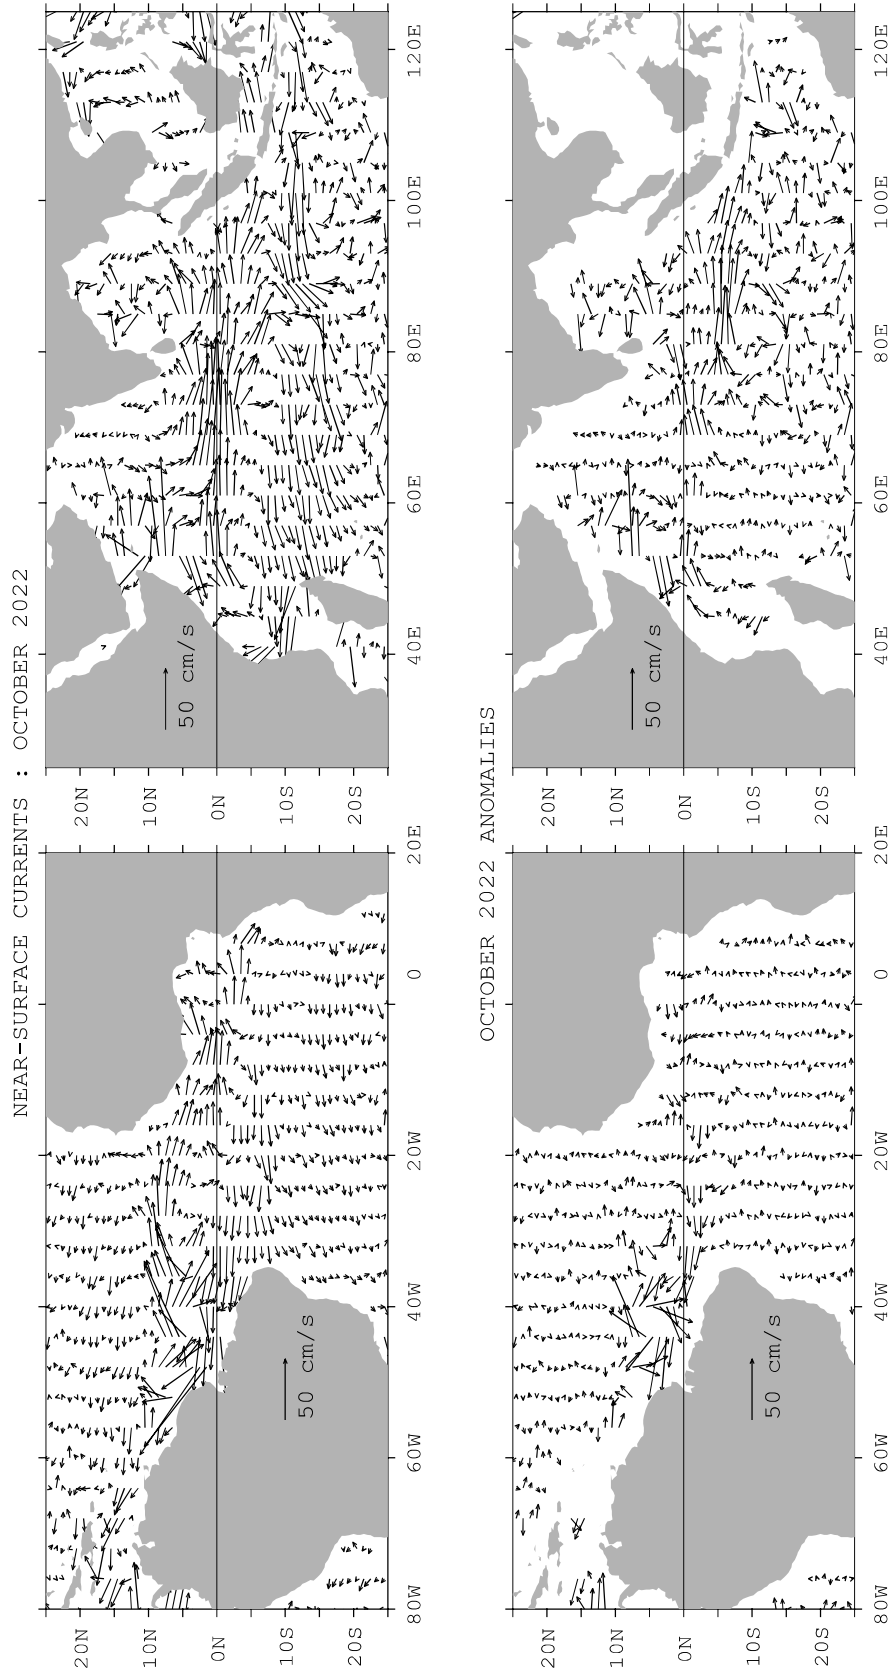 NEAR-SURFACE CURRENTS : OCTOBER 2022
20N
10N
0N
10S
20S
80W
60W
40W
20W
0
20E
50 cm/s
20N
10N
0N
10S
20S
40E
60E
80E
100E
120E
50 cm/s
OCTOBER 2022 ANOMALIES
20N
10N
0N
10S
20S
80W
60W
40W
20W
0
20E
50 cm/s
20N
10N
0N
10S
20S
40E
60E
80E
100E
120E
50 cm/s